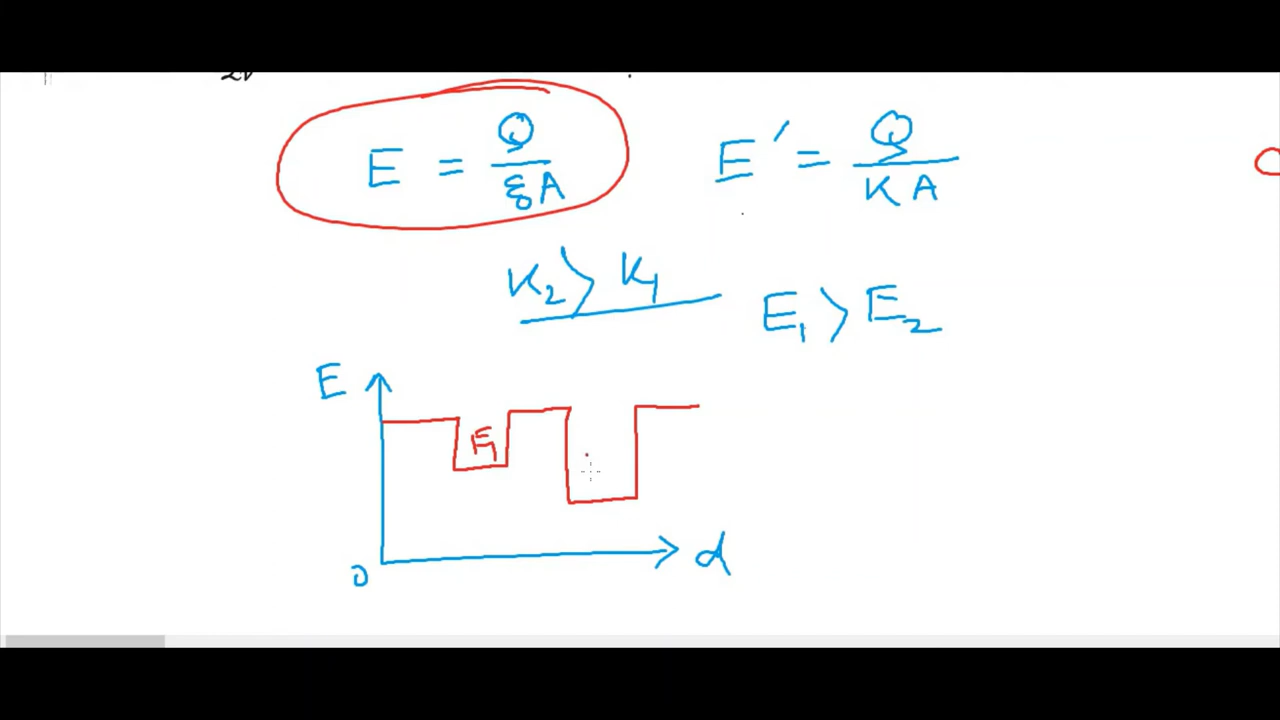 E = Q/ε₀A   E′ = Q/KA
K₂ > K₁
E₁ > E₂
E
E₁
0
d